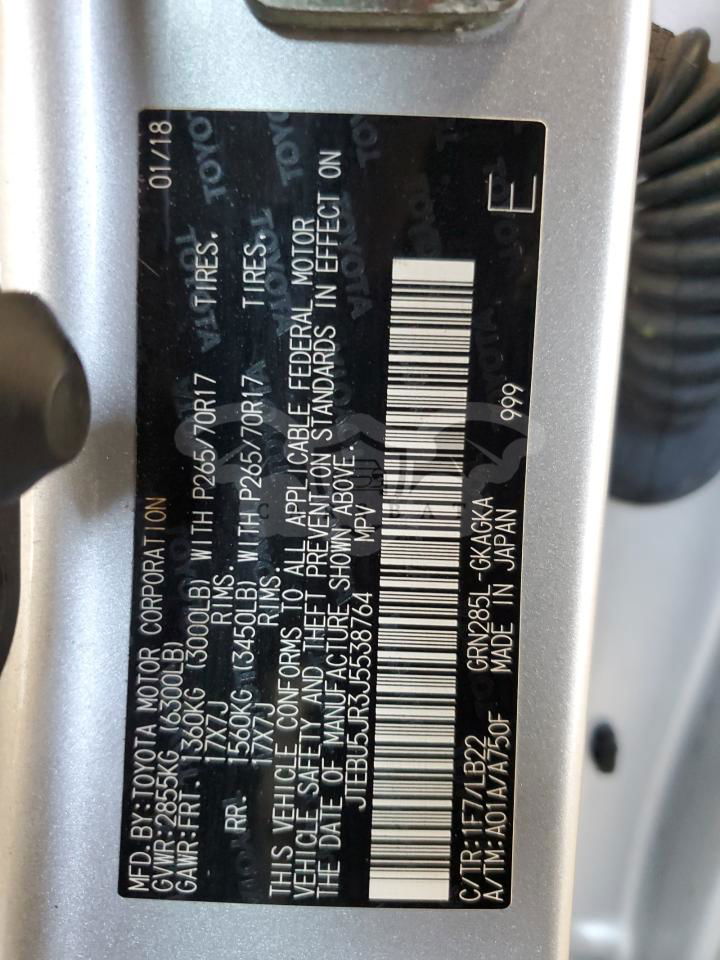 MFD. BY:TOYOTA MOTOR CORPORATION 01/18
GVWR:2855KG (6300LB)
GAWR:FRT. 1360KG (3000LB) WITH P265/70R17 TIRES.
17X7J RIMS.
RR. 1560KG (3450LB) WITH P265/70R17 TIRES.
17X7J RIMS.
THIS VEHICLE CONFORMS TO ALL APPLICABLE FEDERAL MOTOR
VEHICLE SAFETY AND THEFT PREVENTION STANDARDS IN EFFECT ON
THE DATE OF MANUFACTURE SHOWN ABOVE.
JTEBU5JR3J5538764 MPV
C/TR:1F7/LB22 GRN285L-GKAGKA 999 E
A/TM:A01A/A750F MADE IN JAPAN